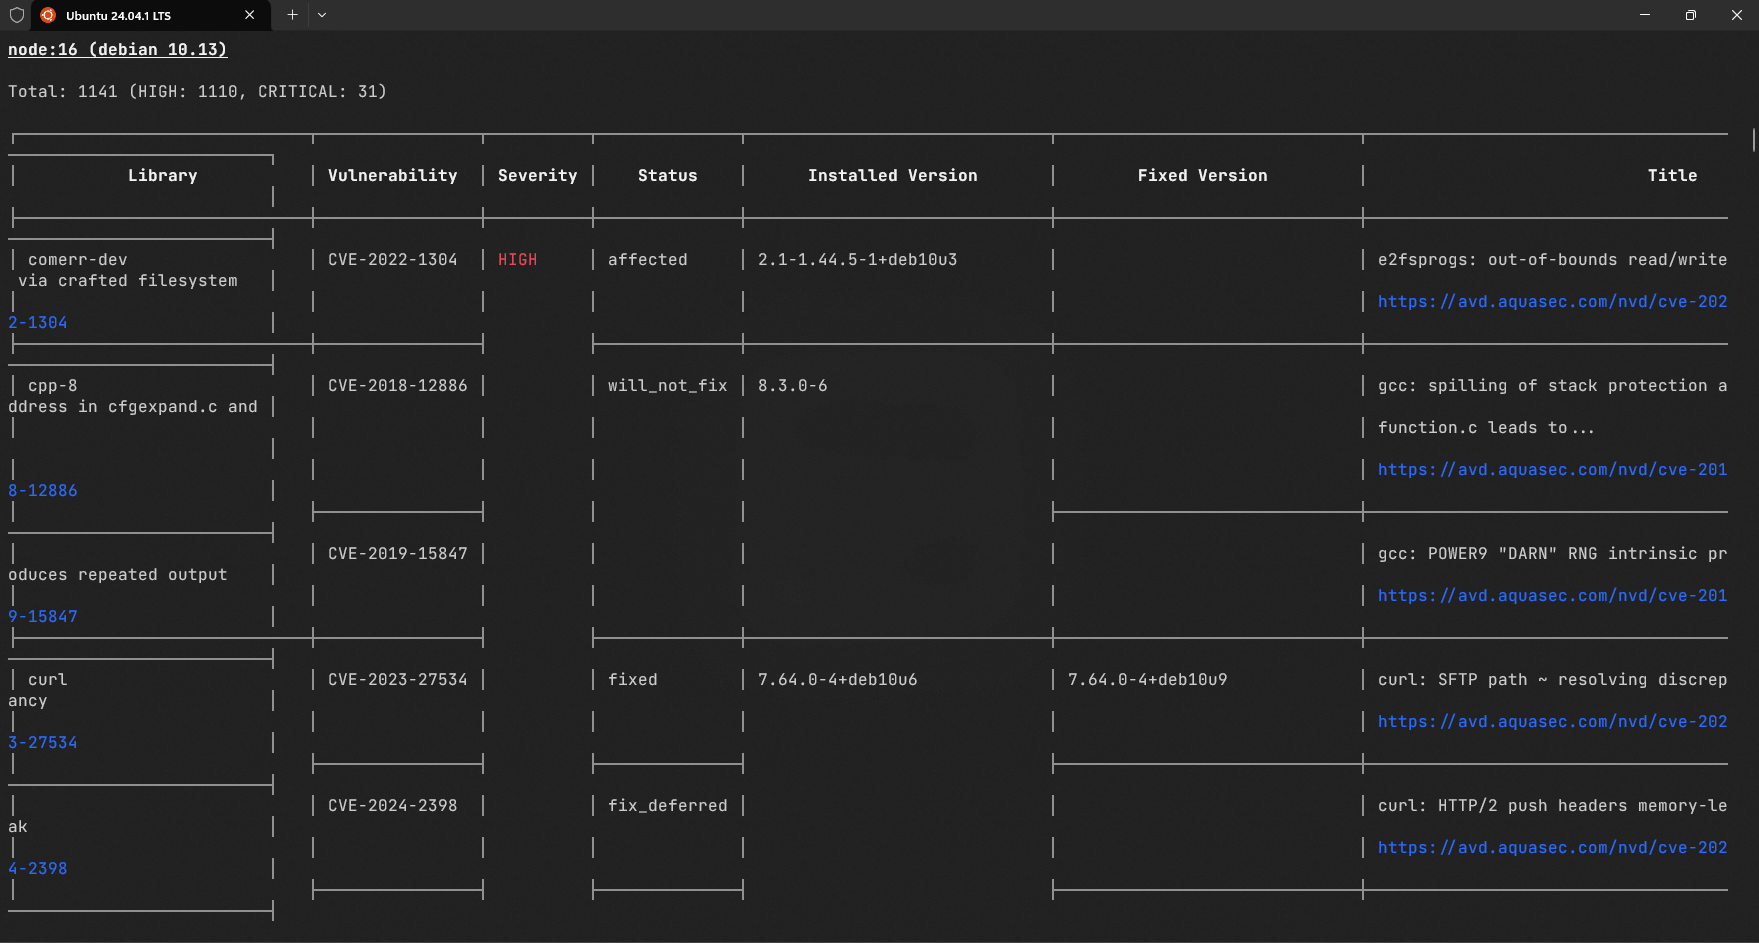 Ubuntu 24.04.1 LTS
node:16 (debian 10.13)
Total: 1141 (HIGH: 1110, CRITICAL: 31)
Library Vulnerability Severity Status Installed Version Fixed Version Title
comerr-dev CVE-2022-1304 HIGH affected 2.1-1.44.5-1+deb10u3 e2fsprogs: out-of-bounds read/write
via crafted filesystem
https://avd.aquasec.com/nvd/cve-202
2-1304
cpp-8 CVE-2018-12886 will_not_fix 8.3.0-6 gcc: spilling of stack protection a
ddress in cfgexpand.c and
function.c leads to...
https://avd.aquasec.com/nvd/cve-201
8-12886
CVE-2019-15847 gcc: POWER9 "DARN" RNG intrinsic pr
oduces repeated output
https://avd.aquasec.com/nvd/cve-201
9-15847
curl CVE-2023-27534 fixed 7.64.0-4+deb10u6 7.64.0-4+deb10u9 curl: SFTP path ~ resolving discrep
ancy
https://avd.aquasec.com/nvd/cve-202
3-27534
CVE-2024-2398 fix_deferred curl: HTTP/2 push headers memory-le
ak
https://avd.aquasec.com/nvd/cve-202
4-2398